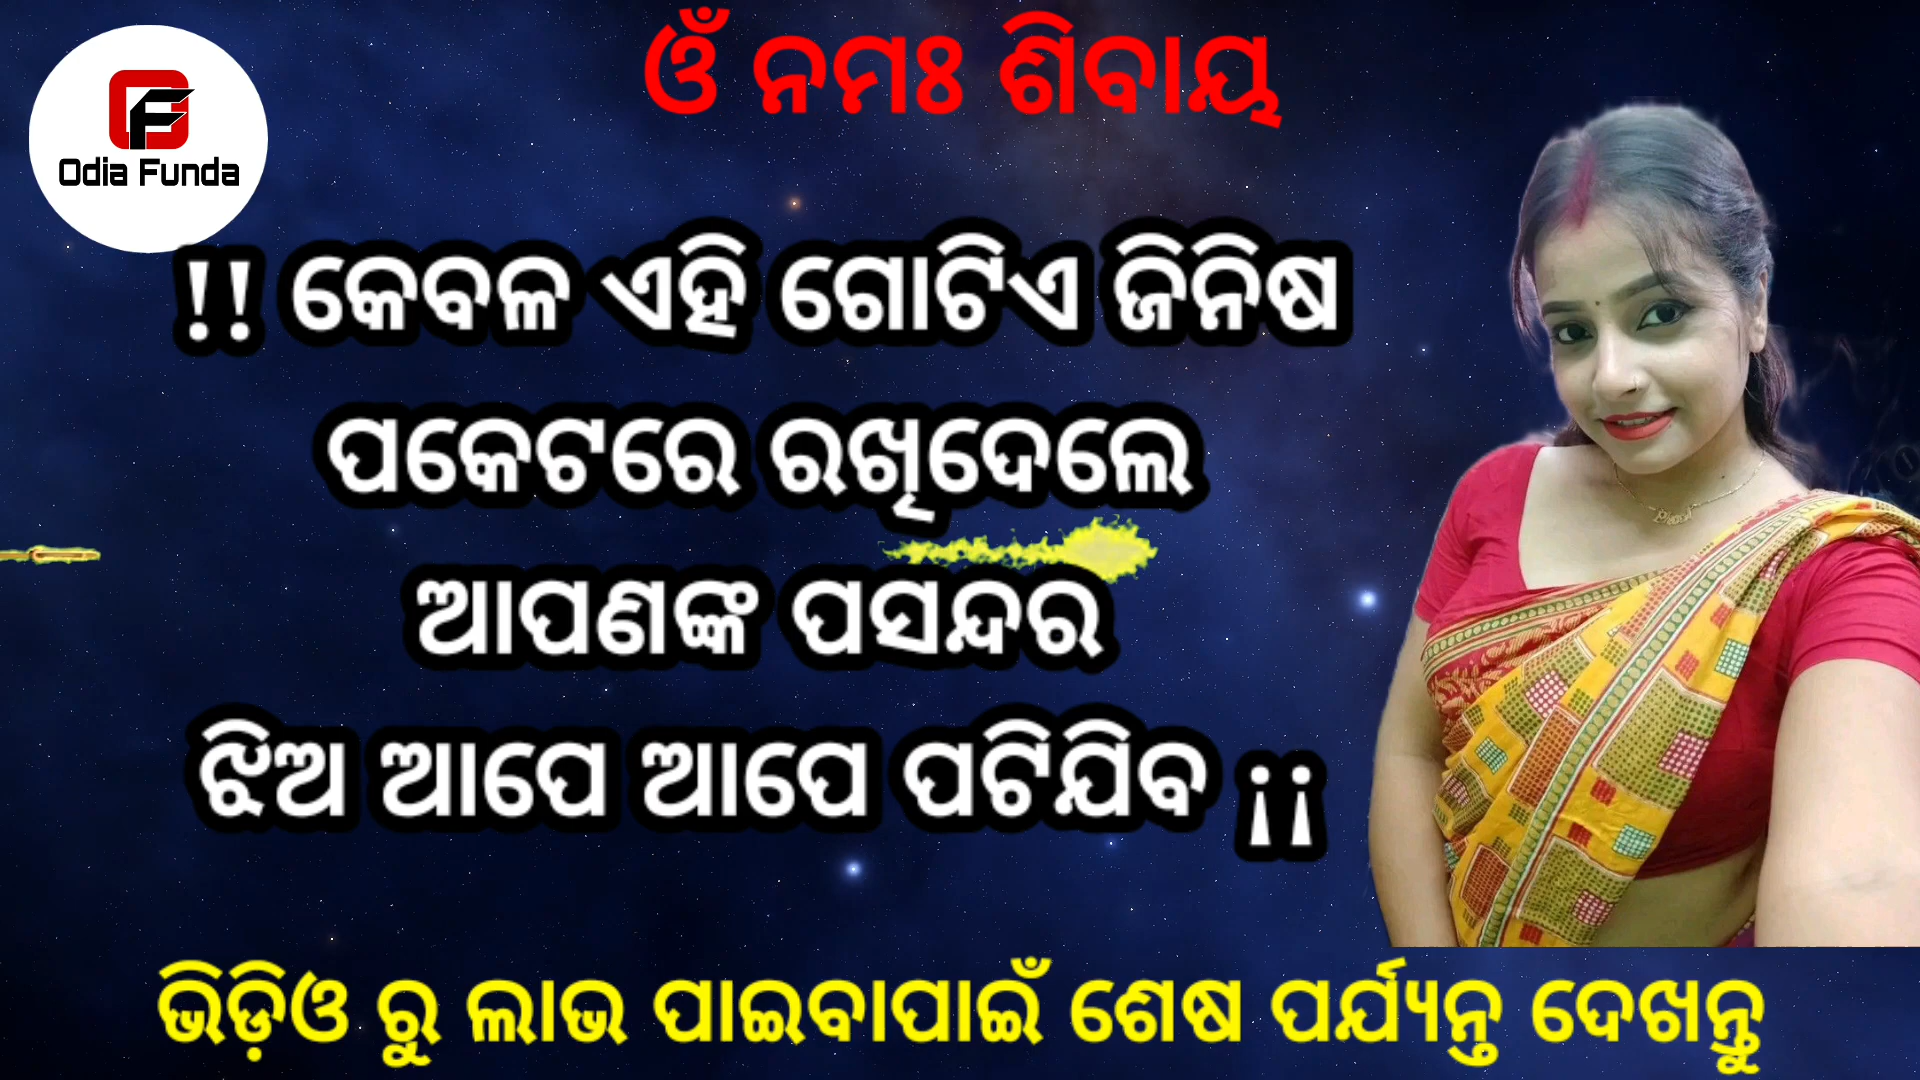 ଓଁ ନମଃ ଶିବାୟ
Odia Funda
!! କେବଳ ଏହି ଗୋଟିଏ ଜିନିଷ
ପକେଟରେ ରଖିଦେଲେ
ଆପଣଙ୍କ ପସନ୍ଦର
ଝିଅ ଆପେ ଆପେ ପଟିଯିବ ¡¡
ଭିଡ଼ିଓ ରୁ ଲାଭ ପାଇବାପାଇଁ ଶେଷ ପର୍ଯ୍ୟନ୍ତ ଦେଖନ୍ତୁ